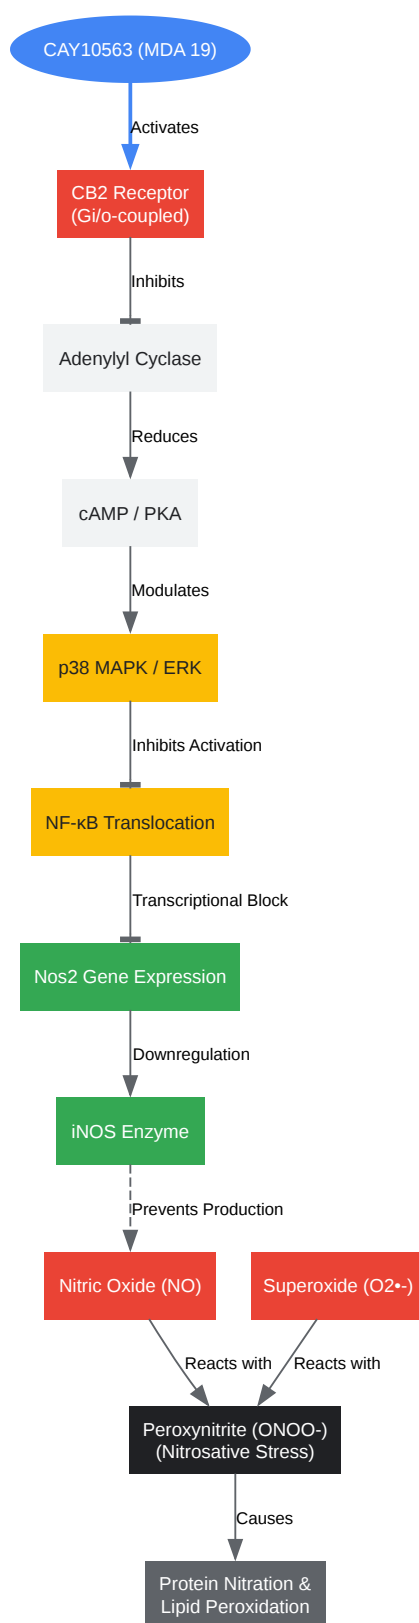 CAY10563 (MDA 19)
Activates
CB2 Receptor
(Gi/o-coupled)
Inhibits
Adenylyl Cyclase
Reduces
cAMP / PKA
Modulates
p38 MAPK / ERK
Inhibits Activation
NF-κB Translocation
Transcriptional Block
Nos2 Gene Expression
Downregulation
iNOS Enzyme
Prevents Production
Nitric Oxide (NO)
Superoxide (O2•-)
Reacts with
Reacts with
Peroxynitrite (ONOO-)
(Nitrosative Stress)
Causes
Protein Nitration &
Lipid Peroxidation